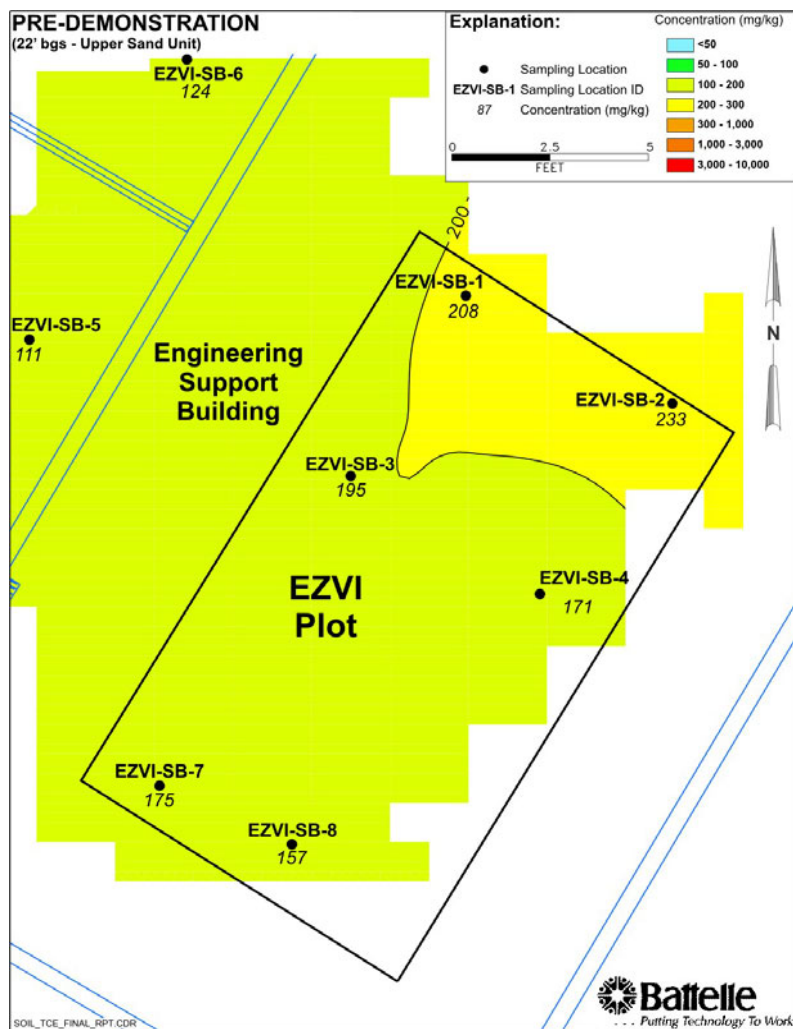 PRE-DEMONSTRATION
(22' bgs - Upper Sand Unit)
Explanation:
Sampling Location
EZVI-SB-1 Sampling Location ID
87 Concentration (mg/kg)
0 2.5 5
FEET
Concentration (mg/kg)
<50
50 - 100
100 - 200
200 - 300
300 - 1,000
1,000 - 3,000
3,000 - 10,000
EZVI-SB-6
124
200
EZVI-SB-1
208
N
EZVI-SB-5
111
Engineering
Support
Building
EZVI-SB-2
233
EZVI-SB-3
195
EZVI-SB-4
171
EZVI
Plot
EZVI-SB-7
175
EZVI-SB-8
157
Battelle
. . . Putting Technology To Work
SOIL_TCE_FINAL_RPT.CDR